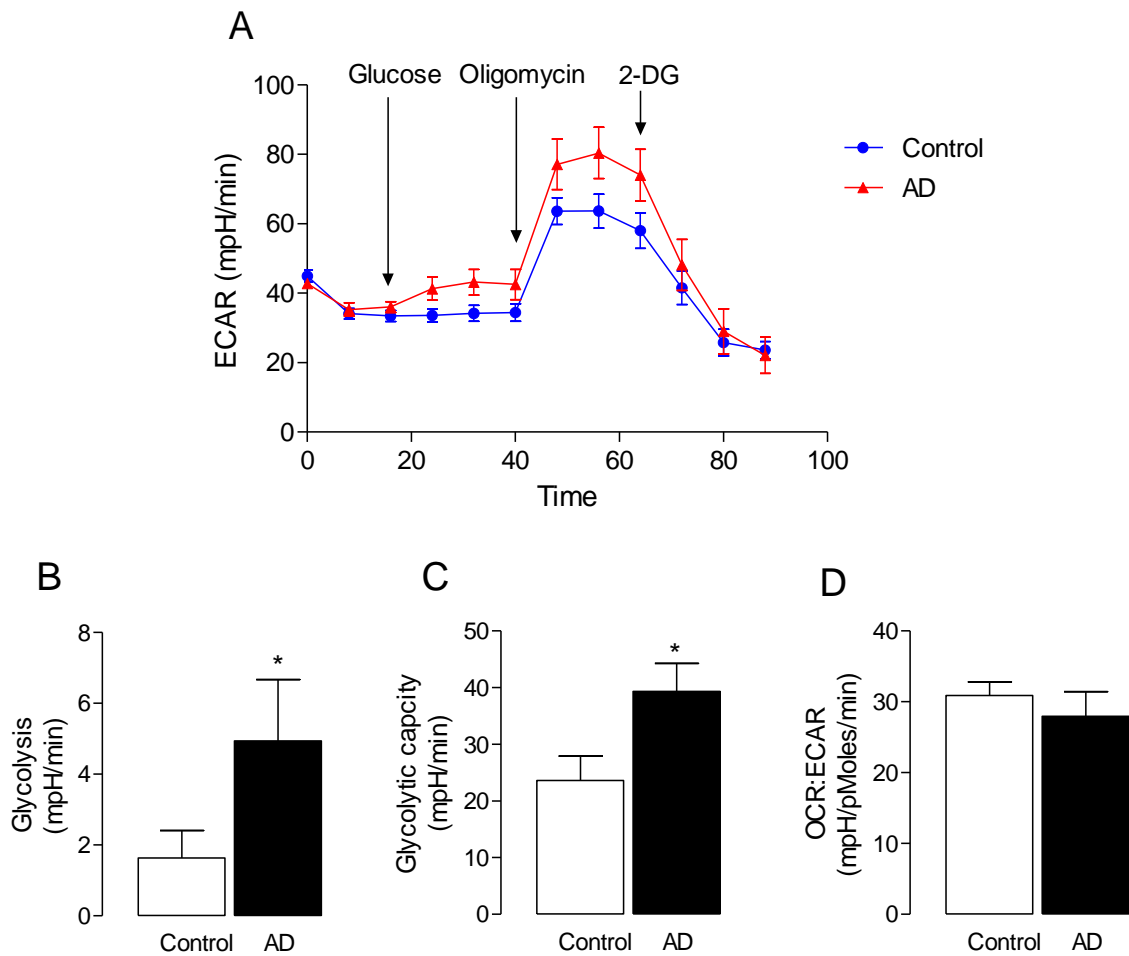 A
Glucose Oligomycin 2-DG
100
80
60
40
20
0
ECAR (mpH/min)
0 20 40 60 80 100
Time
Control
AD
B
8
6
4
2
0
Glycolysis
(mpH/min)
*
Control AD
C
50
40
30
20
10
0
Glycolytic capcity
(mpH/min)
*
Control AD
D
40
30
20
10
0
OCR:ECAR
(mpH/pMoles/min)
Control AD